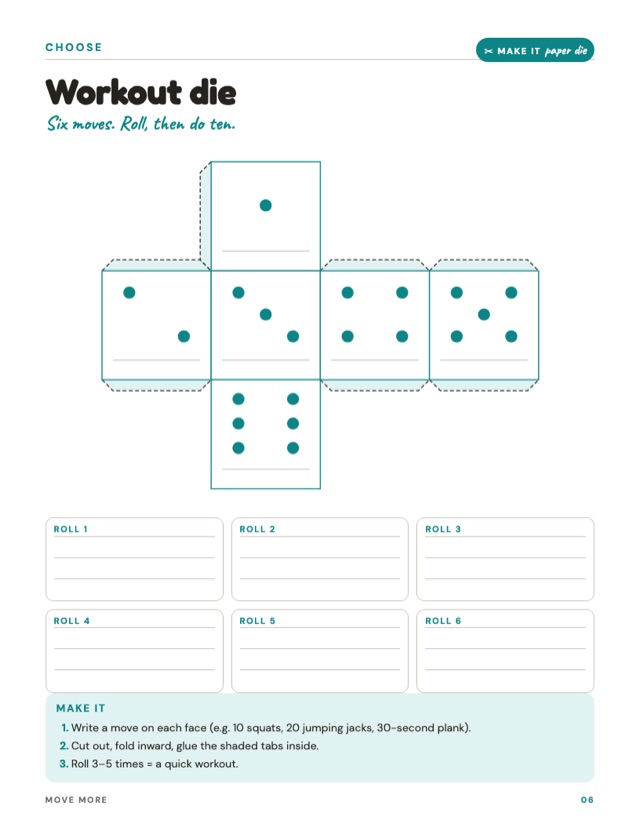 CHOOSE
MAKE IT paper die
Workout die
Six moves. Roll, then do ten.
ROLL 1
ROLL 2
ROLL 3
ROLL 4
ROLL 5
ROLL 6
MAKE IT
1. Write a move on each face (e.g. 10 squats, 20 jumping jacks, 30-second plank).
2. Cut out, fold inward, glue the shaded tabs inside.
3. Roll 3–5 times = a quick workout.
MOVE MORE
06